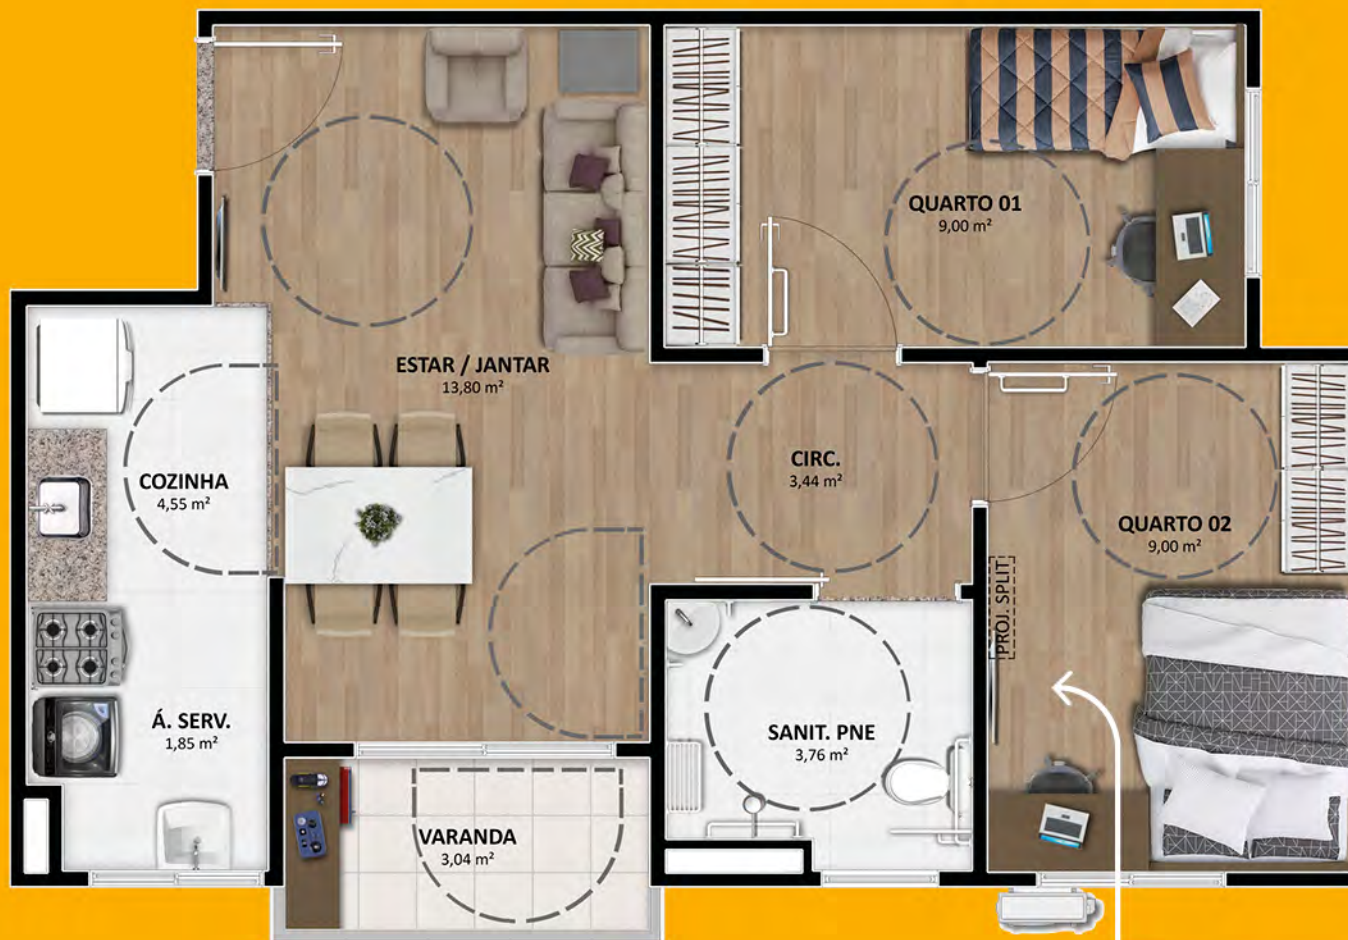 QUARTO 01
9,00 m²
ESTAR / JANTAR
13,80 m²
CIRC.
3,44 m²
COZINHA
4,55 m²
QUARTO 02
9,00 m²
PROJ. SPLIT
Á. SERV.
1,85 m²
SANIT. PNE
3,76 m²
VARANDA
3,04 m²